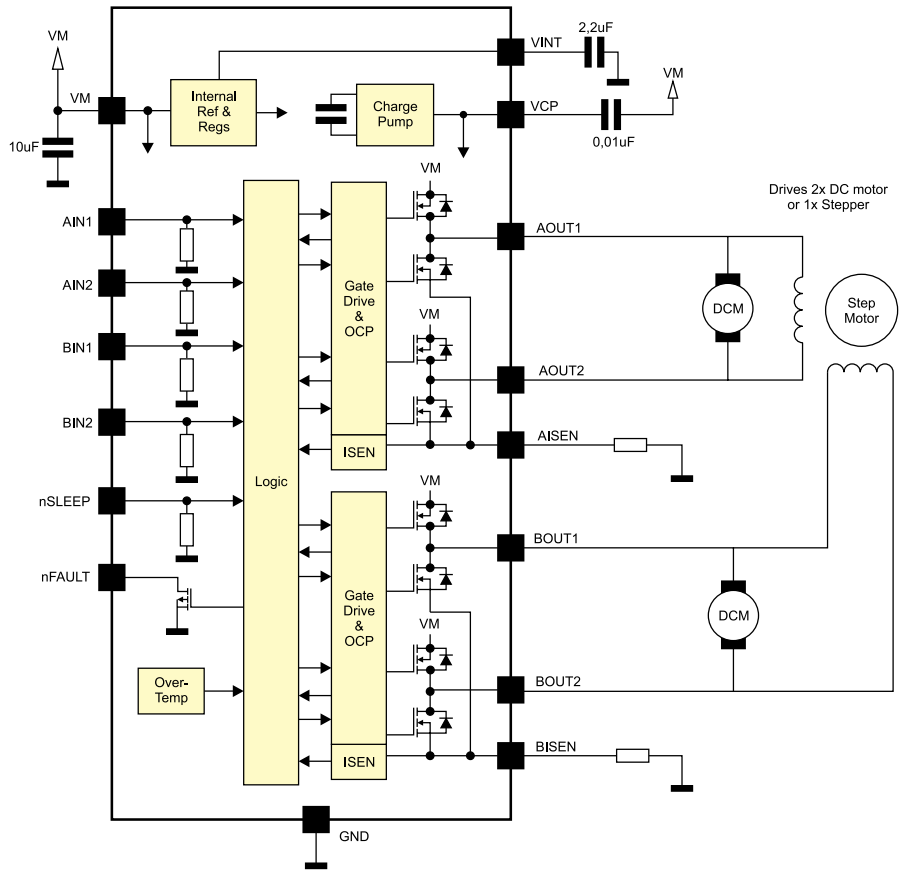 VM
VM
10uF
Internal
Ref &
Regs
Charge
Pump
VINT
2,2uF
VCP
VM
0,01uF
AIN1
AIN2
BIN1
BIN2
nSLEEP
nFAULT
Logic
Over-
Temp
VM
Gate
Drive
&
OCP
VM
ISEN
VM
Gate
Drive
&
OCP
VM
ISEN
AOUT1
AOUT2
AISEN
BOUT1
BOUT2
BISEN
GND
Drives 2x DC motor
or 1x Stepper
DCM
Step
Motor
DCM